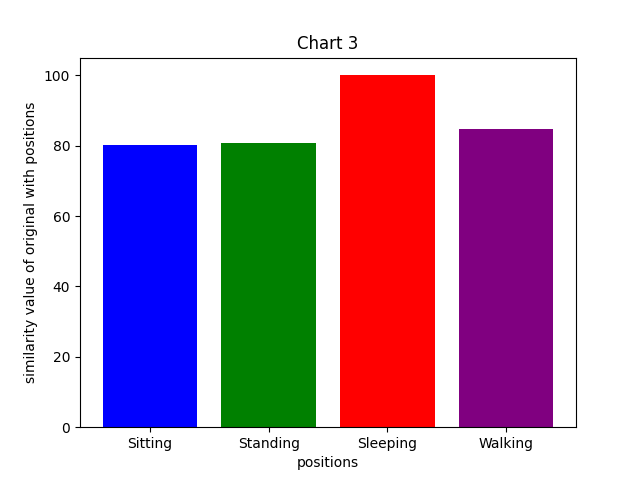 Chart 3
similarity value of original with positions
100
80
60
40
20
0
Sitting Standing Sleeping Walking
positions